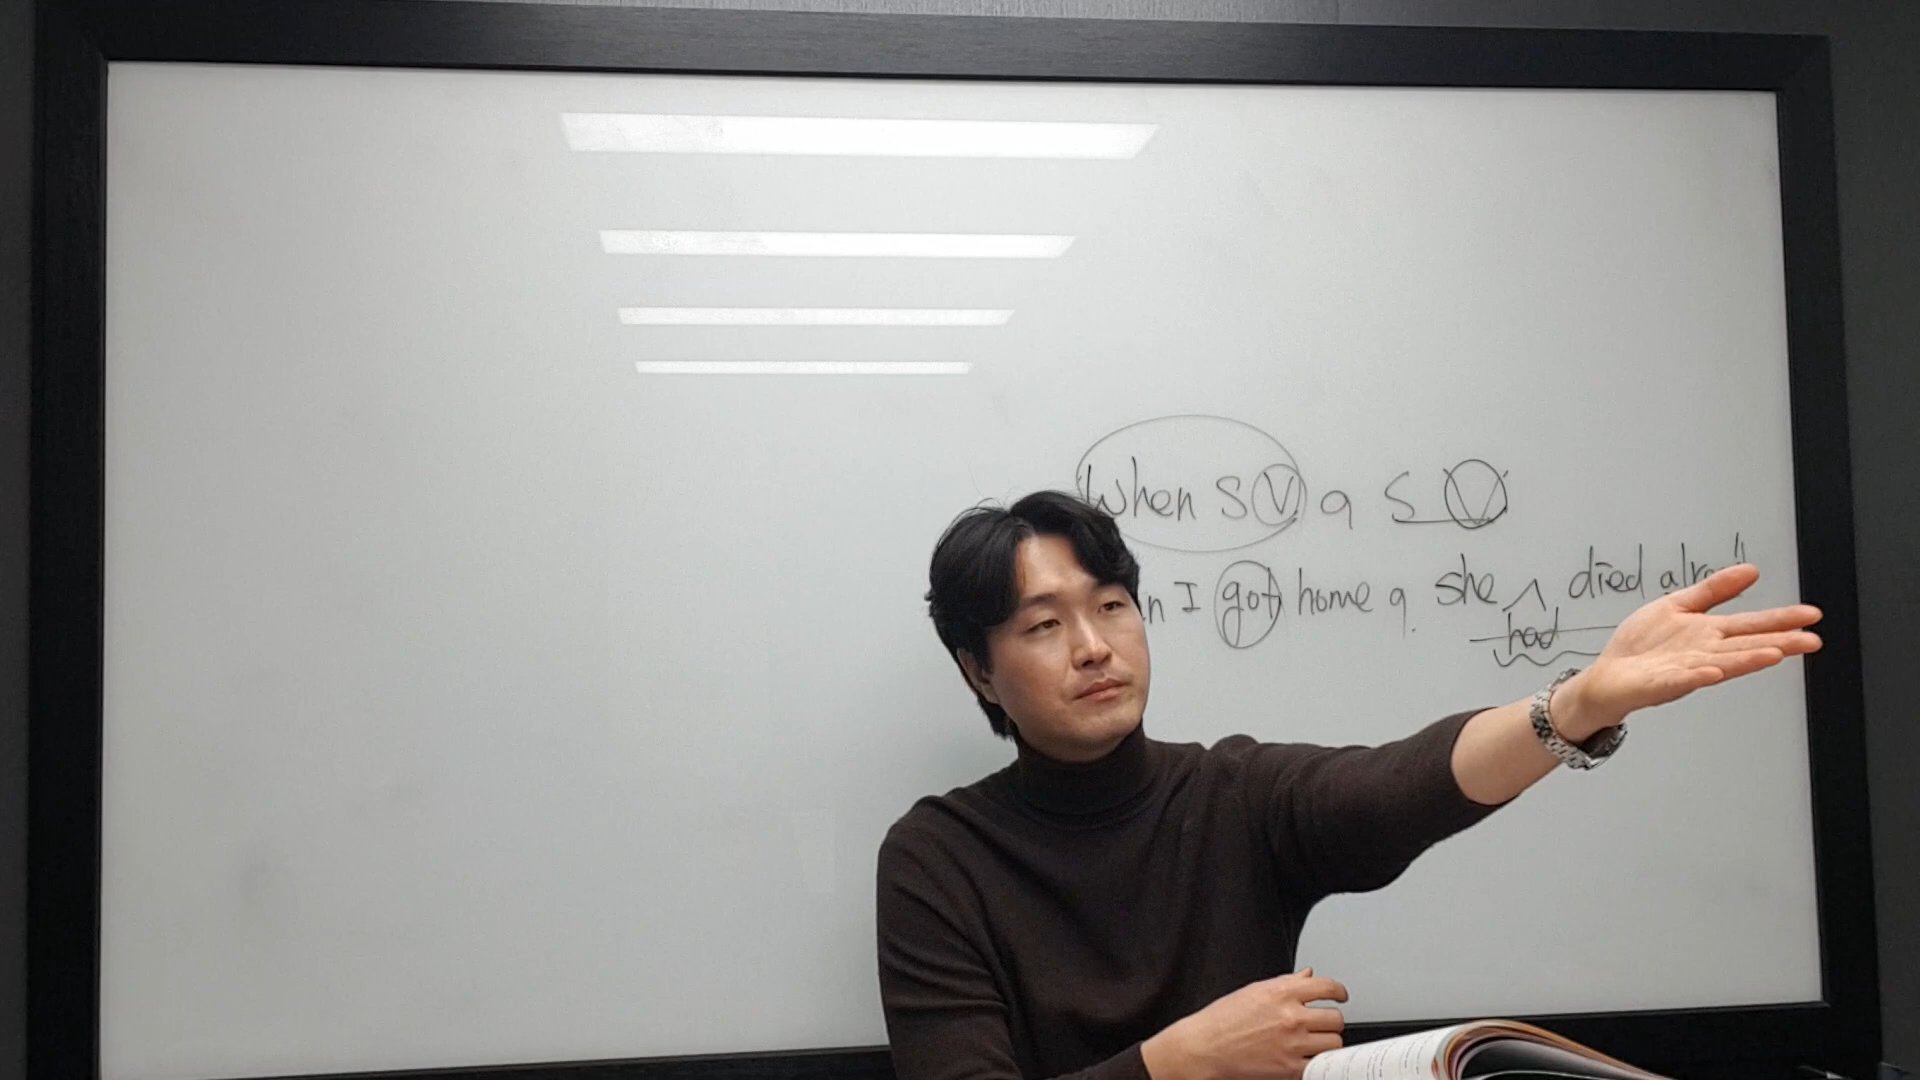 When S V, S V
I got home, she died
had